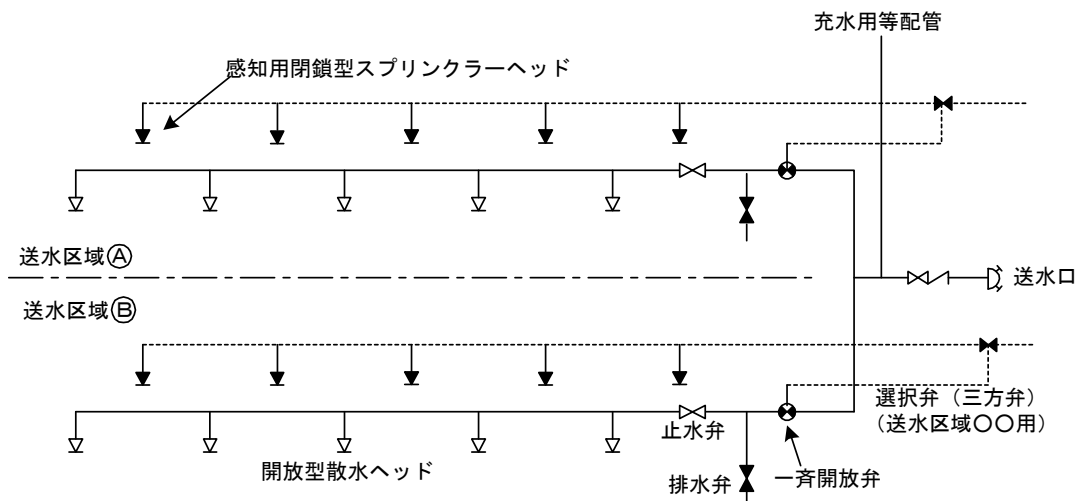 充水用等配管
感知用閉鎖型スプリンクラーヘッド
送水区域Ⓐ
送水口
送水区域Ⓑ
選択弁（三方弁）
（送水区域〇〇用）
止水弁
開放型散水ヘッド
一斉開放弁
排水弁